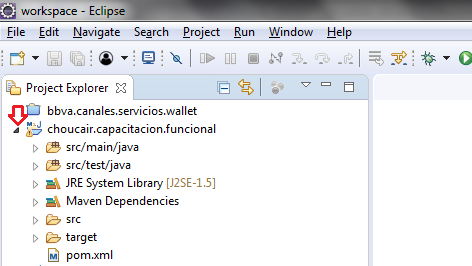 workspace - Eclipse
File Edit Navigate Search Project Run Window Help
Project Explorer
bbva.canales.servicios.wallet
choucair.capacitacion.funcional
src/main/java
src/test/java
JRE System Library [J2SE-1.5]
Maven Dependencies
src
target
pom.xml